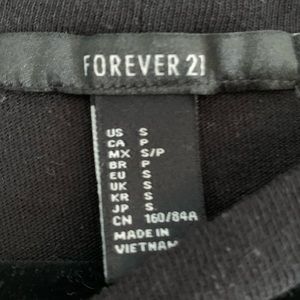 FOREVER 21
US S
CA P
MX S/P
BR P
EU S
UK S
KR S
JP S
CN 160/84A
MADE IN
VIETNAM